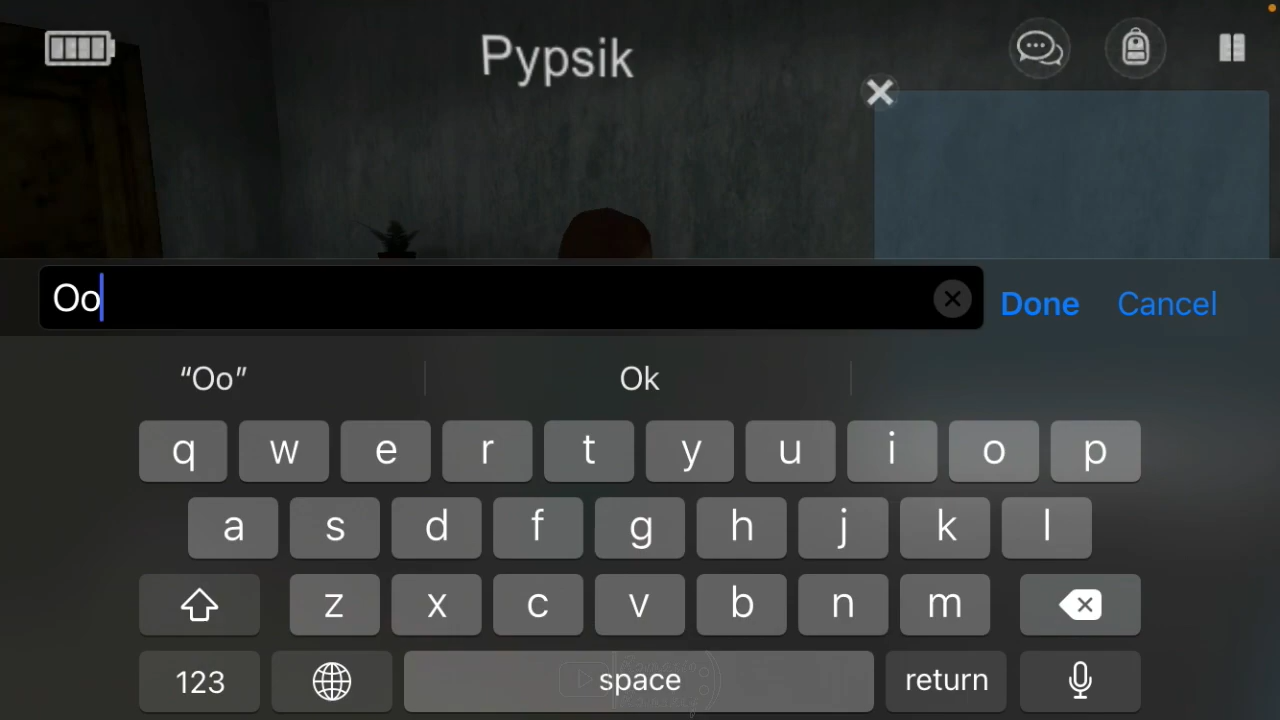 Pypsik
Oo
Done
Cancel
“Oo”
Ok
q w e r t y u i o p
a s d f g h j k l
z x c v b n m
123
space
return